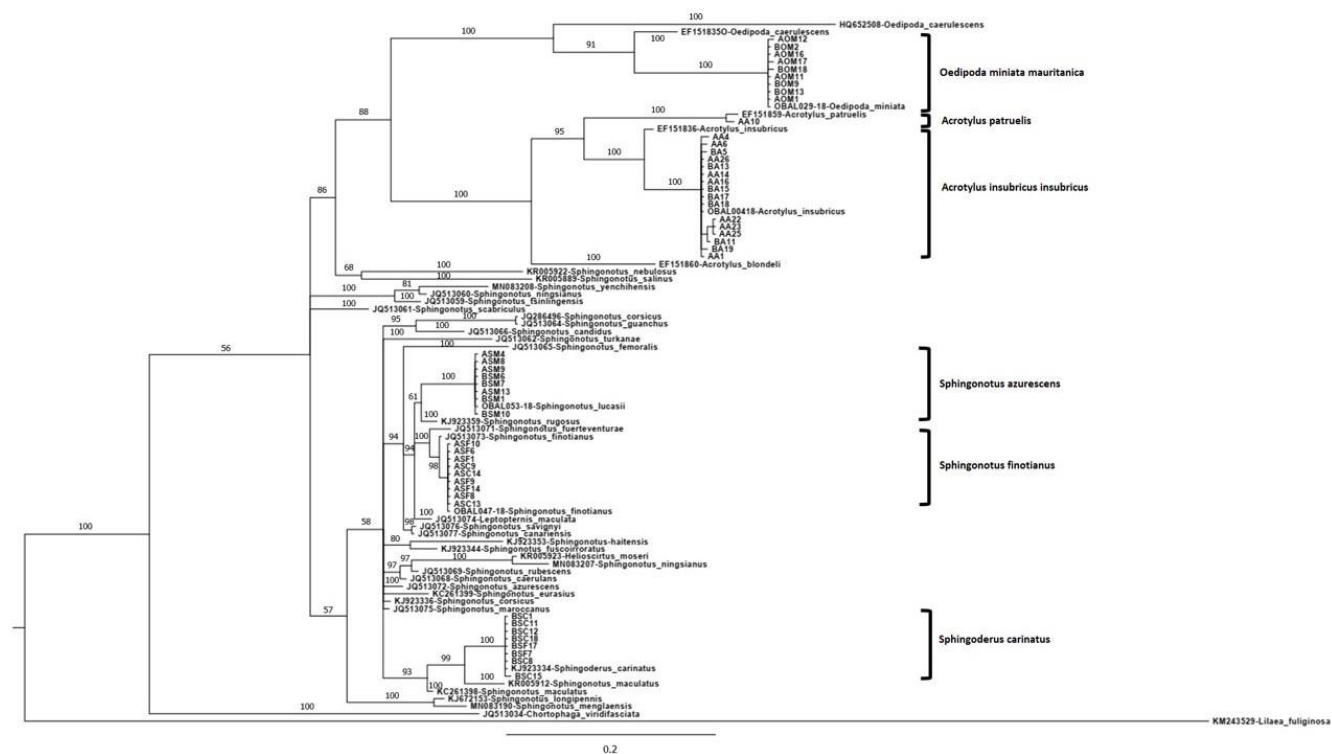 100
HQ652508-Oedipoda_caerulescens
100
EF151835O-Oedipoda_caerulescens
100
AOM12
91
BOM2
AOM16
AOM17
100
BOM18
AOM11
BOM9
BOM13
AOM1
OBAL029-18-Oedipoda_miniata
Oedipoda miniata mauritanica
88
100
EF151859-Acrotylus_patruelis
AA10
Acrotylus patruelis
95
EF151836-Acrotylus_insubricus
100
AA4
AA6
BA5
AA26
BA13
AA14
100
AA16
BA15
BA17
BA18
OBAL00418-Acrotylus_insubricus
AA22
AA23
AA25
BA11
BA19
AA1
Acrotylus insubricus insubricus
100
86
100
EF151860-Acrotylus_blondeli
68
100
KR005922-Sphingonotus_nebulosus
100
KR005889-Sphingonotus_salinus
81
MN083208-Sphingonotus_yenchihensis
100
100
JQ513060-Sphingonotus_ningsianus
JQ513059-Sphingonotus_tsinlingensis
100
JQ513061-Sphingonotus_scabriculus
95
100
JQ286496-Sphingonotus_corsicus
JQ513064-Sphingonotus_guanchus
100
100
JQ513066-Sphingonotus_candidus
JQ513062-Sphingonotus_turkanae
100
JQ513065-Sphingonotus_femoralis
56
ASM4
ASM8
ASM9
100
BSM6
BSM7
ASM13
61
BSM1
OBAL053-18-Sphingonotus_lucasii
100
BSM10
Sphingonotus azurescens
KJ923359-Sphingonotus_rugosus
JQ513071-Sphingonotus_fuerteventurae
94
100
JQ513073-Sphingonotus_finotianus
94
ASF10
ASF6
ASF1
98
ASC9
ASC14
ASF9
ASF14
ASF8
ASC13
100
OBAL047-18-Sphingonotus_finotianus
Sphingonotus finotianus
JQ513074-Leptopternis_maculata
98
JQ513076-Sphingonotus_savignyi
JQ513077-Sphingonotus_canariensis
58
80
KJ923353-Sphingonotus-haitensis
KJ923344-Sphingonotus_fuscoirroratus
97
100
KR005923-Helioscirtus_moseri
97
MN083207-Sphingonotus_ningsianus
JQ513069-Sphingonotus_rubescens
100
JQ513068-Sphingonotus_caerulans
JQ513072-Sphingonotus_azurescens
KC261399-Sphingonotus_eurasius
KJ923336-Sphingonotus_corsicus
57
JQ513075-Sphingonotus_maroccanus
BSC1
BSC11
BSC12
100
BSC18
BSF17
BSF7
99
BSC8
KJ923334-Sphingoderus_carinatus
BSC15
Sphingoderus carinatus
93
100
KR005912-Sphingonotus_maculatus
100
KC261398-Sphingonotus_maculatus
100
KJ672153-Sphingonotus_longipennis
MN083190-Sphingonotus_menglaensis
100
100
JQ513034-Chortophaga_viridifasciata
KM243529-Lilaea_fuliginosa
0.2